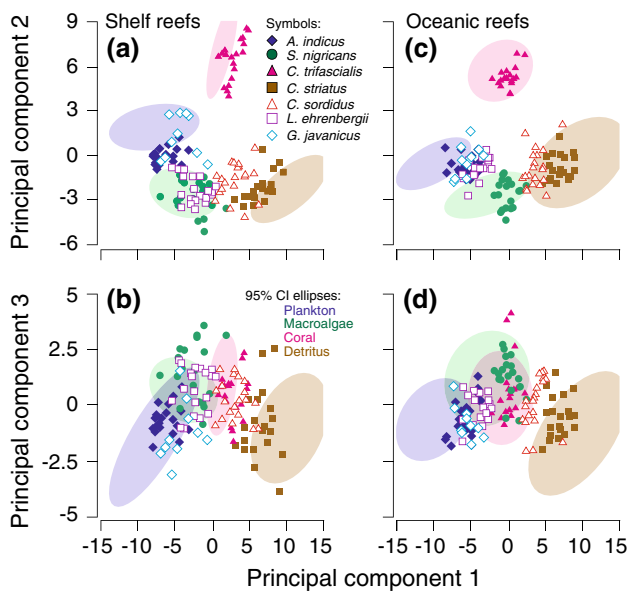 Shelf reefs
Oceanic reefs
Symbols:
A. indicus
S. nigricans
C. trifascialis
C. striatus
C. sordidus
L. ehrenbergii
G. javanicus
(a)
(c)
Principal component 2
9
6
3
0
-3
-6
(b)
(d)
95% CI ellipses:
Plankton
Macroalgae
Coral
Detritus
Principal component 3
5
2.5
0
-2.5
-5
-15 -10 -5 0 5 10 15
-15 -10 -5 0 5 10 15
Principal component 1